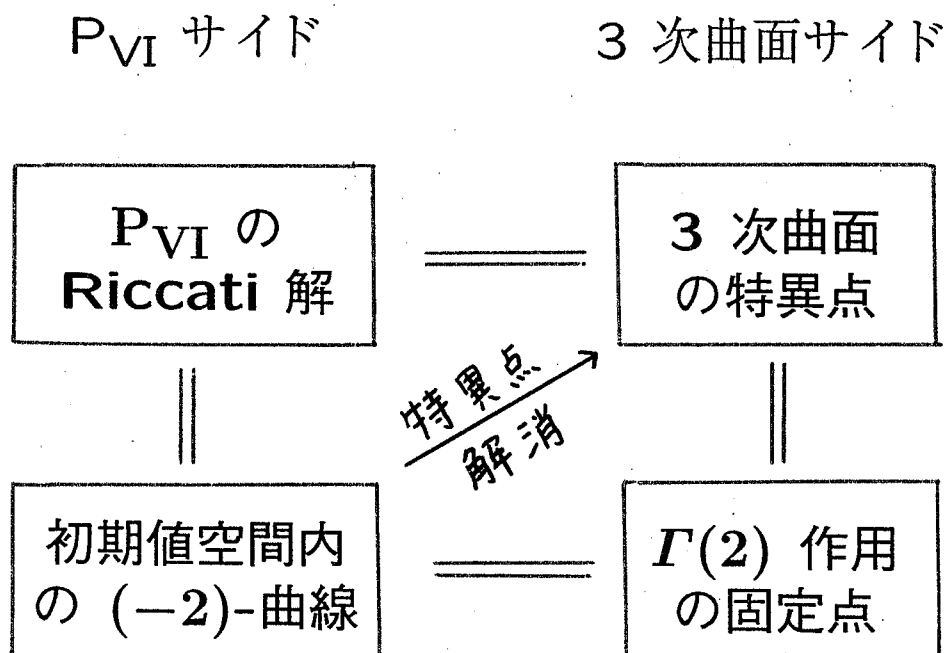 PVI サイド
3 次曲面サイド
PVI の
Riccati 解
3 次曲面
の特異点
特異点
解消
初期値空間内
の (−2)-曲線
Γ(2) 作用
の固定点